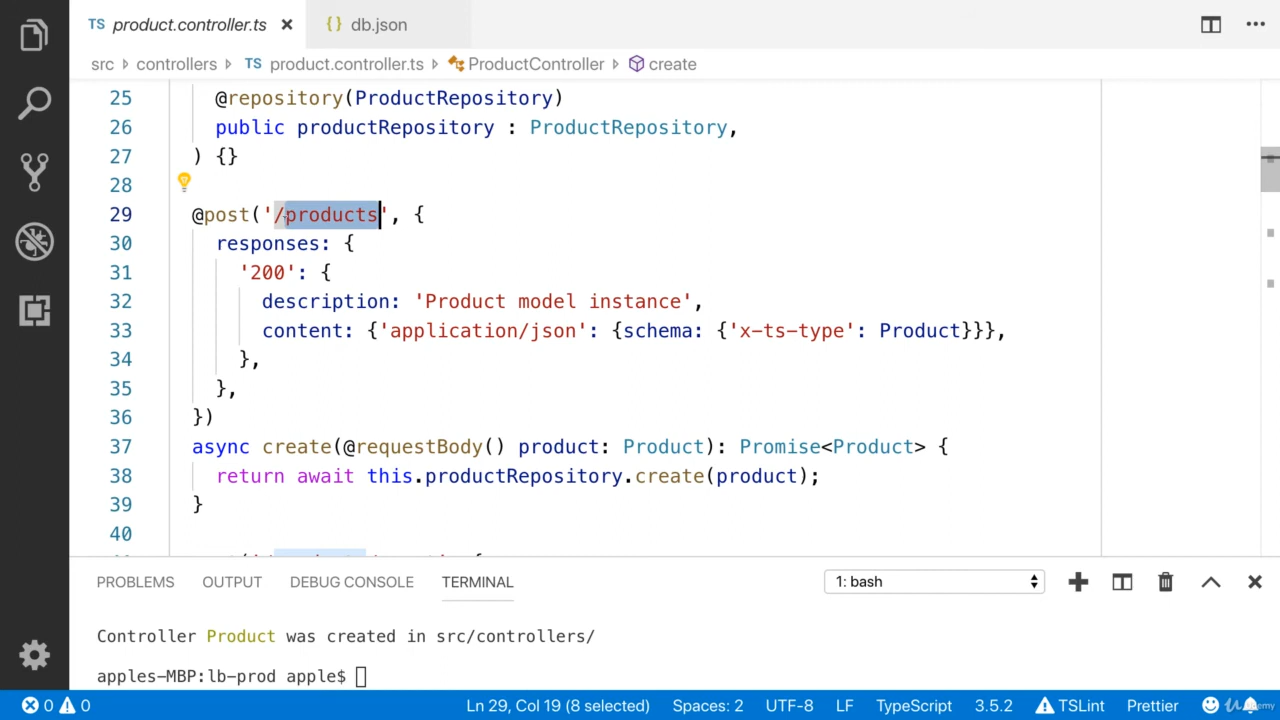 TS product.controller.ts × {} db.json ...
src controllers TS product.controller.ts ProductController create
25 @repository(ProductRepository)
26 public productRepository : ProductRepository,
27 ) {}
28
29 @post('/products', {
30 responses: {
31 '200': {
32 description: 'Product model instance',
33 content: {'application/json': {schema: {'x-ts-type': Product}}},
34 },
35 },
36 })
37 async create(@requestBody() product: Product): Promise<Product> {
38 return await this.productRepository.create(product);
39 }
40
PROBLEMS OUTPUT DEBUG CONSOLE TERMINAL 1: bash
Controller Product was created in src/controllers/
apples-MBP:lb-prod apple$
0 0 Ln 29, Col 19 (8 selected) Spaces: 2 UTF-8 LF TypeScript 3.5.2 TSLint Prettier